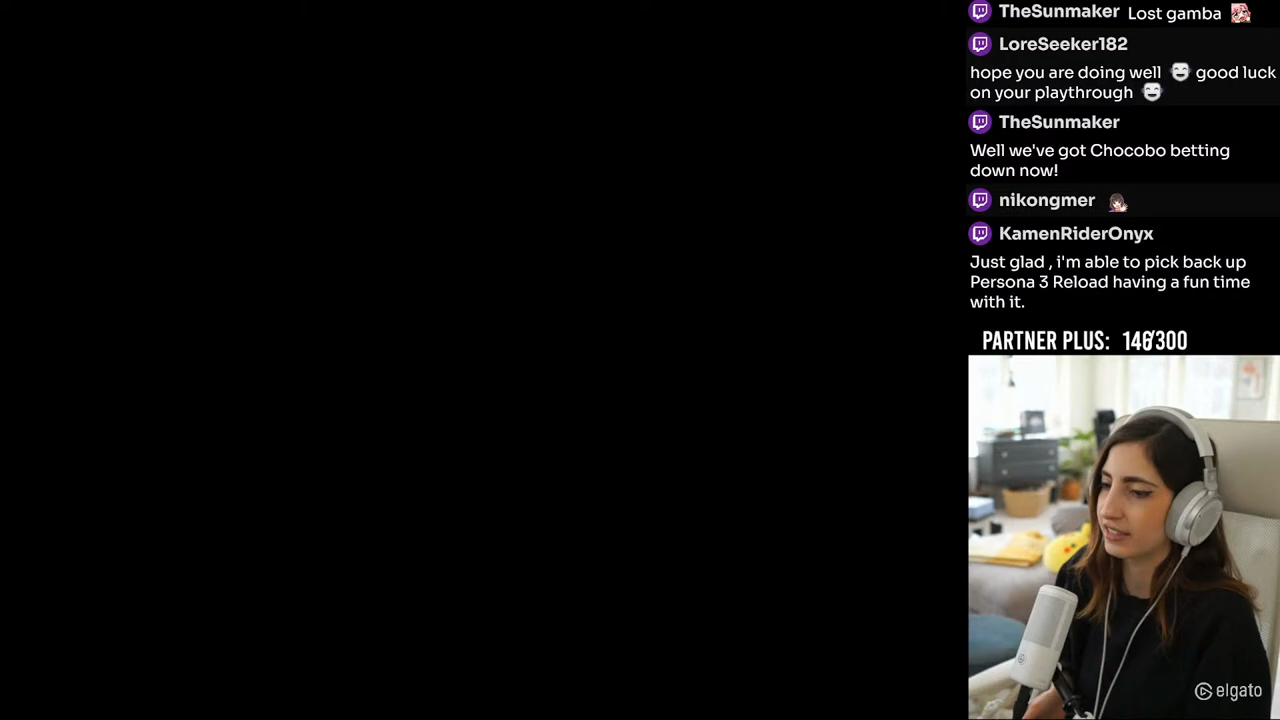 TheSunmaker Lost gamba
LoreSeeker182
hope you are doing well good luck
on your playthrough
TheSunmaker
Well we've got Chocobo betting
down now!
nikongmer
KamenRiderOnyx
Just glad , i'm able to pick back up
Persona 3 Reload having a fun time
with it.
PARTNER PLUS: 146/300
elgato